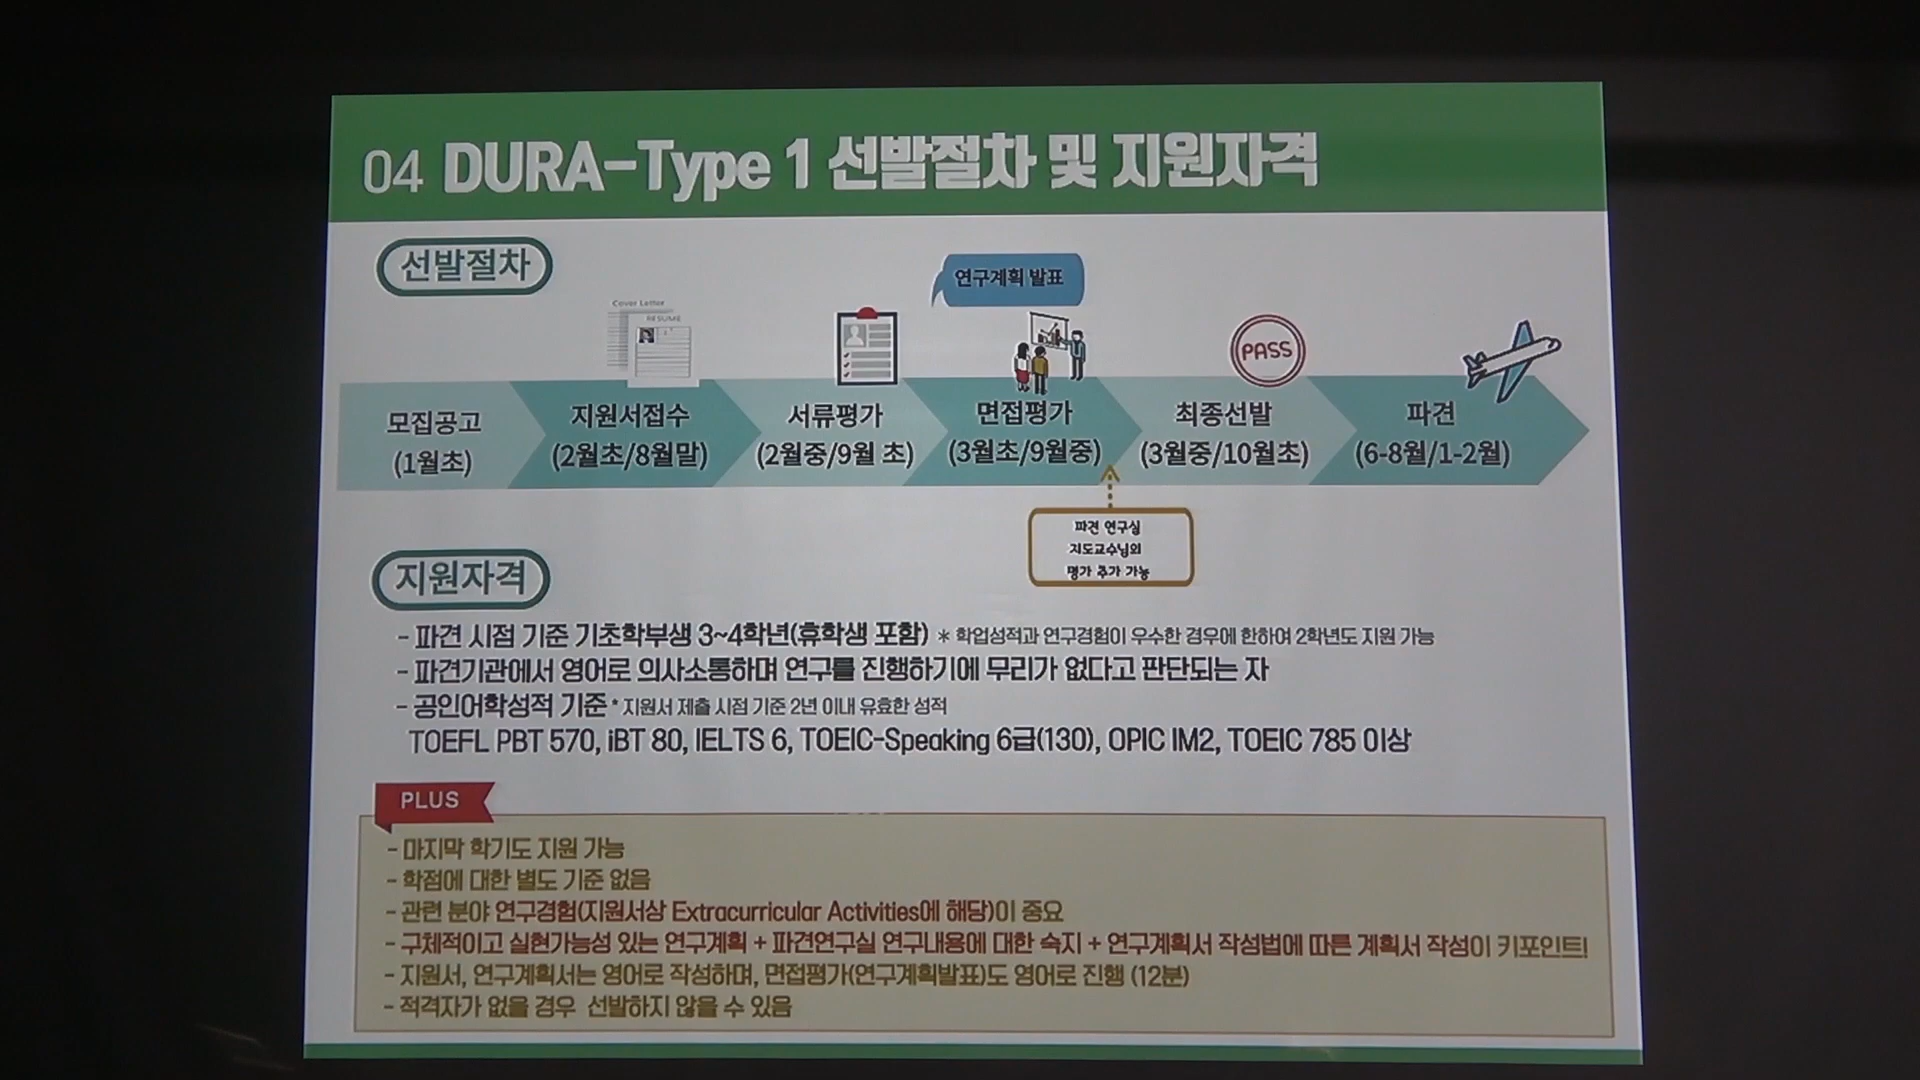 04 DURA-Type 1 선발절차 및 지원자격
선발절차
연구계획 발표
Cover Letter
RESUME
PASS
모집공고
(1월초)
지원서접수
(2월초/8월말)
서류평가
(2월중/9월 초)
면접평가
(3월초/9월중)
최종선발
(3월중/10월초)
파견
(6-8월/1-2월)
파견 연구실
지도교수님의
평가 추가 가능
지원자격
- 파견 시점 기준 기초학부생 3~4학년(휴학생 포함) * 학업성적과 연구경험이 우수한 경우에 한하여 2학년도 지원 가능
- 파견기관에서 영어로 의사소통하며 연구를 진행하기에 무리가 없다고 판단되는 자
- 공인어학성적 기준 * 지원서 제출 시점 기준 2년 이내 유효한 성적
TOEFL PBT 570, iBT 80, IELTS 6, TOEIC-Speaking 6급(130), OPIC IM2, TOEIC 785 이상
PLUS
- 마지막 학기도 지원 가능
- 학점에 대한 별도 기준 없음
- 관련 분야 연구경험(지원서상 Extracurricular Activities에 해당)이 중요
- 구체적이고 실현가능성 있는 연구계획 + 파견연구실 연구내용에 대한 숙지 + 연구계획서 작성법에 따른 계획서 작성이 키포인트!
- 지원서, 연구계획서는 영어로 작성하며, 면접평가(연구계획발표)도 영어로 진행 (12분)
- 적격자가 없을 경우 선발하지 않을 수 있음